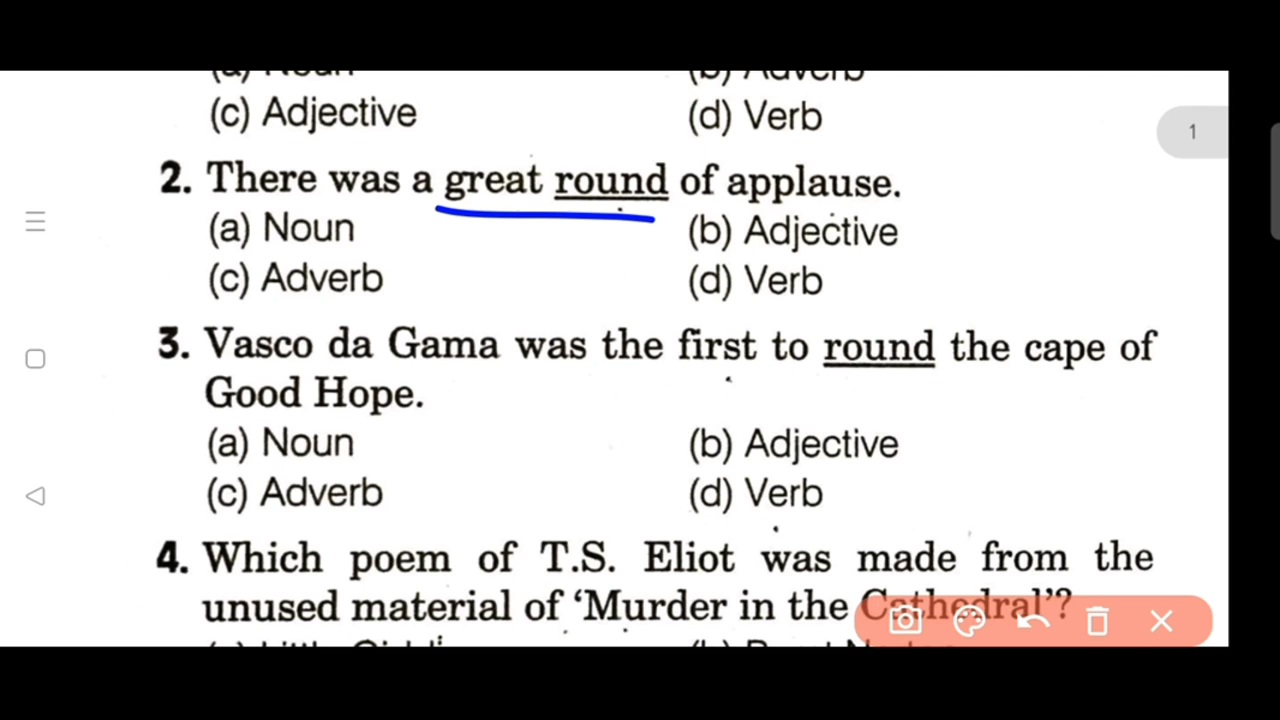 (c) Adjective (d) Verb
1
2. There was a great round of applause.
(a) Noun (b) Adjective
(c) Adverb (d) Verb
3. Vasco da Gama was the first to round the cape of
Good Hope.
(a) Noun (b) Adjective
(c) Adverb (d) Verb
4. Which poem of T.S. Eliot was made from the
unused material of ‘Murder in the Cathedral’?